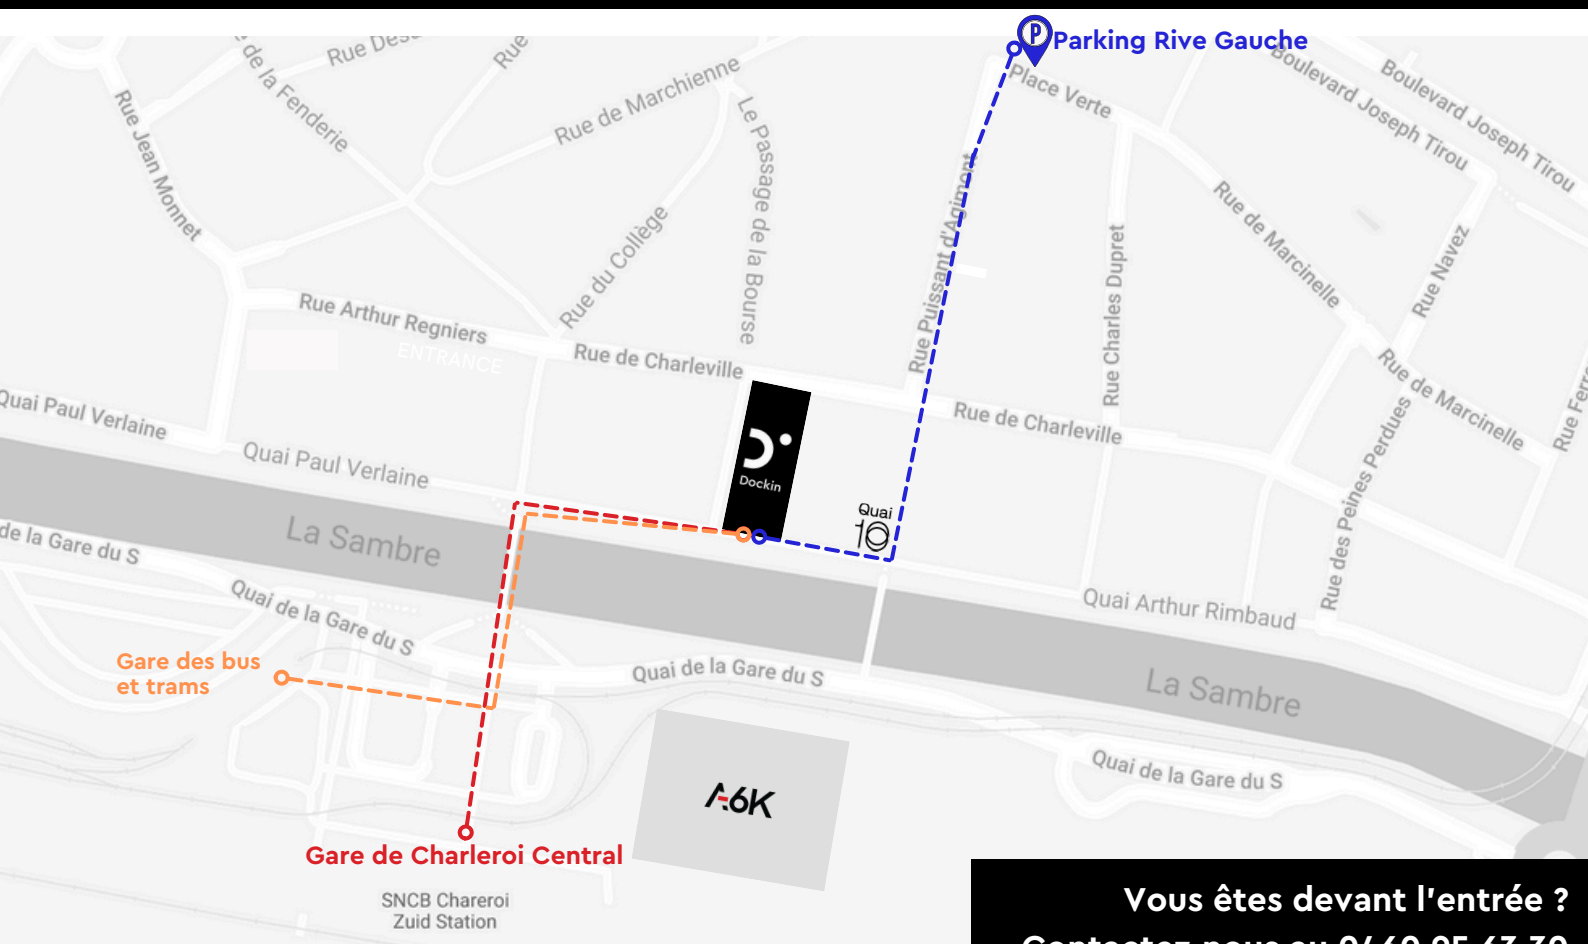 P
Parking Rive Gauche
Place Verte
Boulevard Joseph Tirou
Boulevard Joseph Tirou
de la Fenderie
Rue
Rue de Marchienne
Rue Jean Monnet
Le Passage de la Bourse
Rue du Collège
Rue Puissant d'Agimont
Rue Charles Dupret
Rue de Marcinelle
Rue Navez
Rue Arthur Regniers
ENTRANCE
Rue de Charleville
Rue de Charleville
Rue de Marcinelle
Rue des Peines Perdues
Quai Paul Verlaine
Quai Paul Verlaine
Dockin
Quai
10
La Sambre
de la Gare du S
Quai de la Gare du S
Quai Arthur Rimbaud
Gare des bus
et trams
Quai de la Gare du S
La Sambre
Quai de la Gare du S
A6K
Gare de Charleroi Central
SNCB Chareroi
Zuid Station
Vous êtes devant l'entrée ?